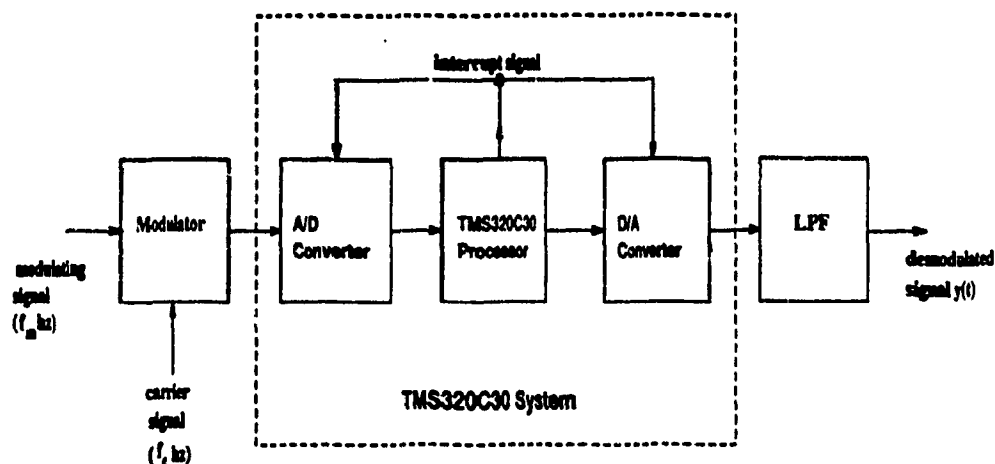 interrupt signal
Modulator
A/D
Converter
TMS320C30
Processor
D/A
Converter
LPF
modulating
signal
(f_m hz)
demodulated
signal y(t)
carrier
signal
(f_c hz)
TMS320C30 System